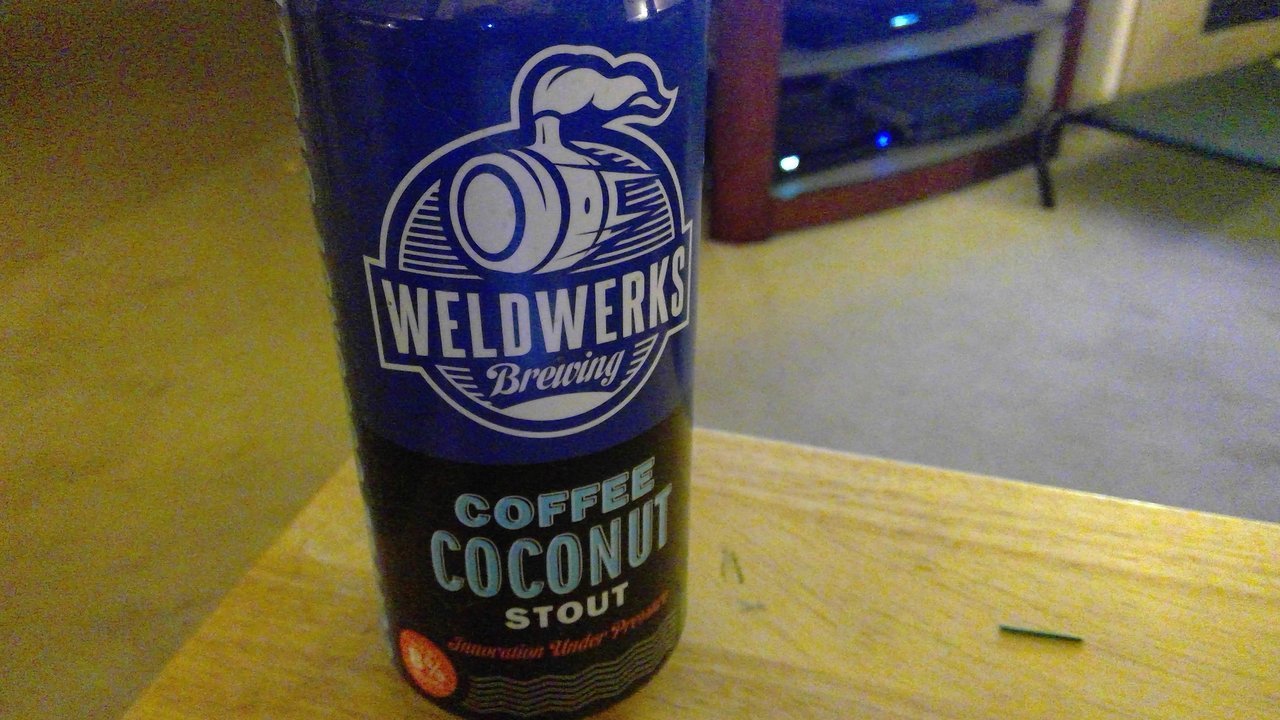 WELDWERKS
Brewing
COFFEE
COCONUT
STOUT
Innovation Under Pressure